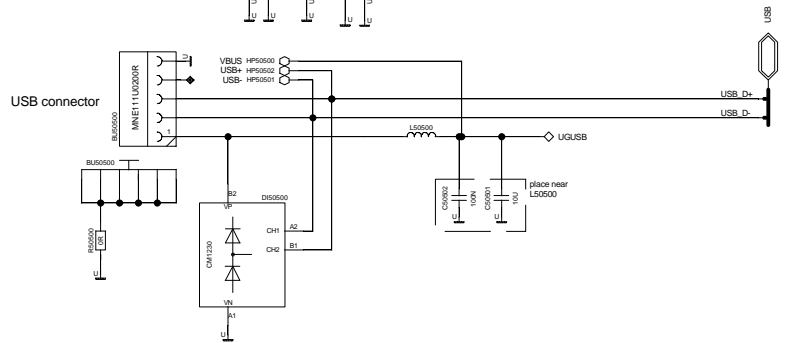 U U U U U
USB
U
VBUS HP50500
USB+ HP50502
USB- HP50501
USB connector
MNE111U0200R
BU50500
USB_D+
USB_D-
1
L50500
UGUSB
BU50500
place near
L50500
C50502
100N
C50501
10U
U
U
B2
VP
DI50500
R50500
0R
U
CM1230
CH1 A2
CH2 B1
VN
A1
U